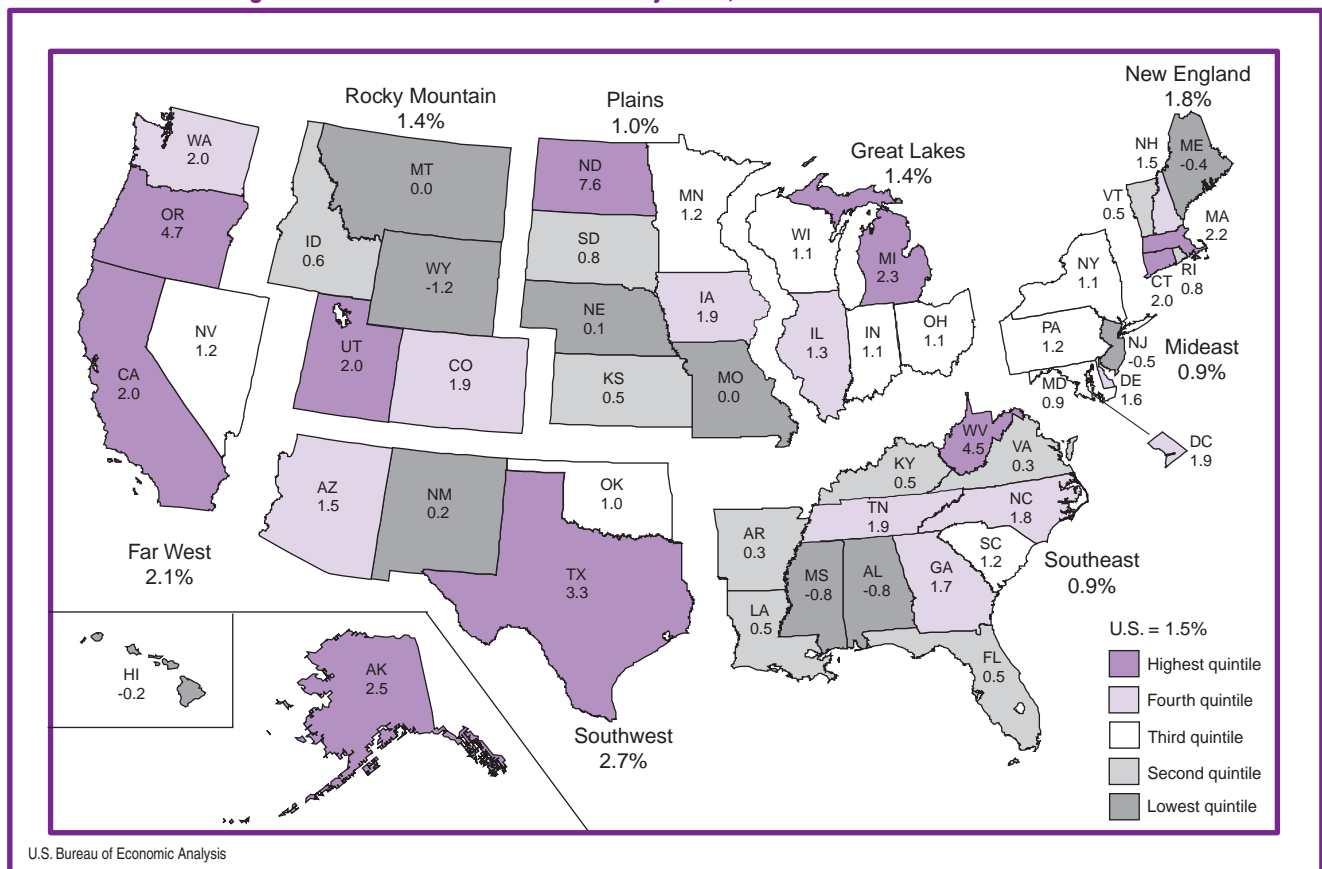 New England
1.8%
Rocky Mountain
1.4%
Plains
1.0%
Great Lakes
1.4%
WA
2.0
OR
4.7
CA
2.0
NV
1.2
ID
0.6
MT
0.0
WY
-1.2
UT
2.0
CO
1.9
ND
7.6
SD
0.8
NE
0.1
KS
0.5
MN
1.2
IA
1.9
MO
0.0
WI
1.1
MI
2.3
IL
1.3
IN
1.1
OH
1.1
NH
1.5
ME
-0.4
VT
0.5
MA
2.2
RI
0.8
CT
2.0
NY
1.1
PA
1.2
NJ
-0.5
Mideast
0.9%
MD
0.9
DE
1.6
DC
1.9
WV
4.5
VA
0.3
KY
0.5
TN
1.9
NC
1.8
SC
1.2
GA
1.7
Southeast
0.9%
AR
0.3
LA
0.5
MS
-0.8
AL
-0.8
FL
0.5
AZ
1.5
NM
0.2
OK
1.0
TX
3.3
Southwest
2.7%
Far West
2.1%
HI
-0.2
AK
2.5
U.S. = 1.5%
Highest quintile
Fourth quintile
Third quintile
Second quintile
Lowest quintile
U.S. Bureau of Economic Analysis